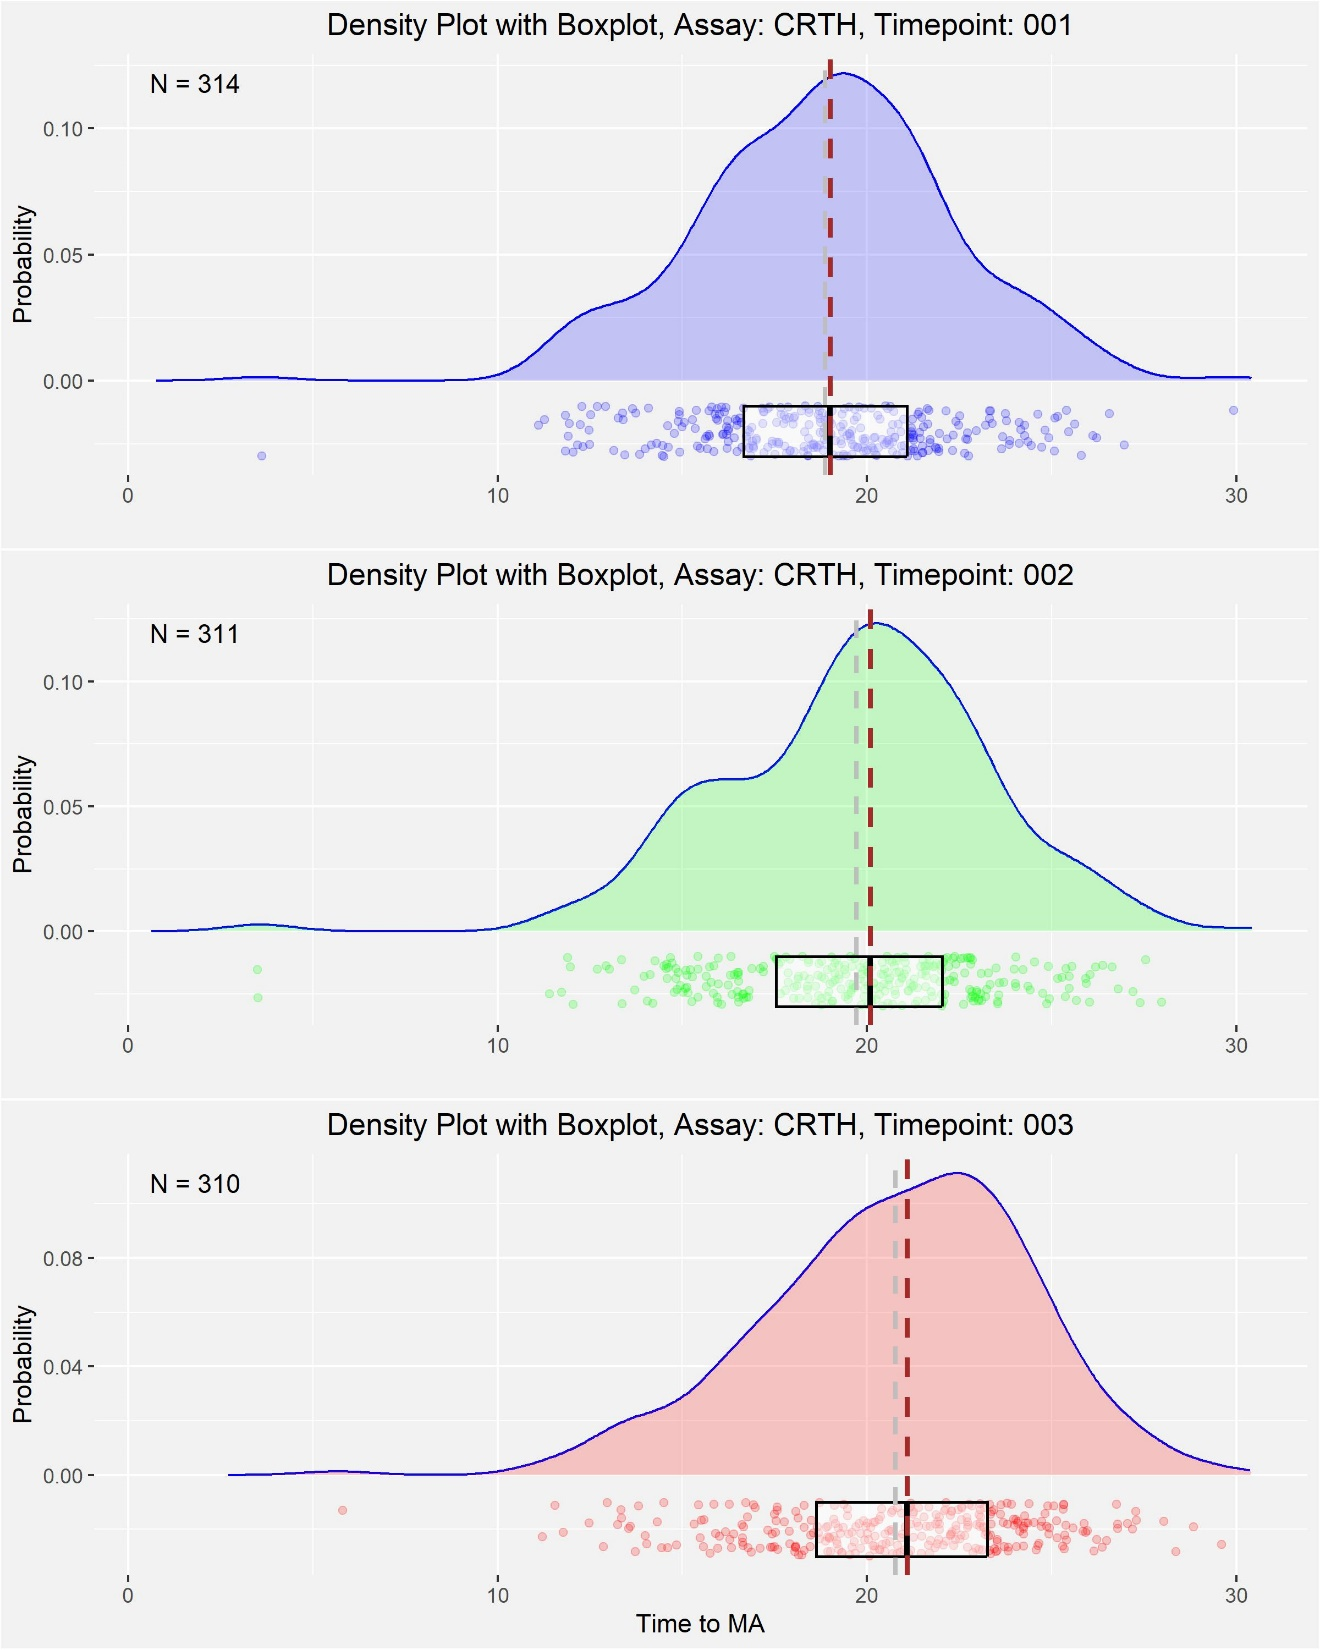 Density Plot with Boxplot, Assay: CRTH, Timepoint: 001
N = 314
0.10
0.05
0.00
Probability
0 10 20 30
Density Plot with Boxplot, Assay: CRTH, Timepoint: 002
N = 311
0.10
0.05
0.00
Probability
0 10 20 30
Density Plot with Boxplot, Assay: CRTH, Timepoint: 003
N = 310
0.08
0.04
0.00
Probability
0 10 20 30
Time to MA